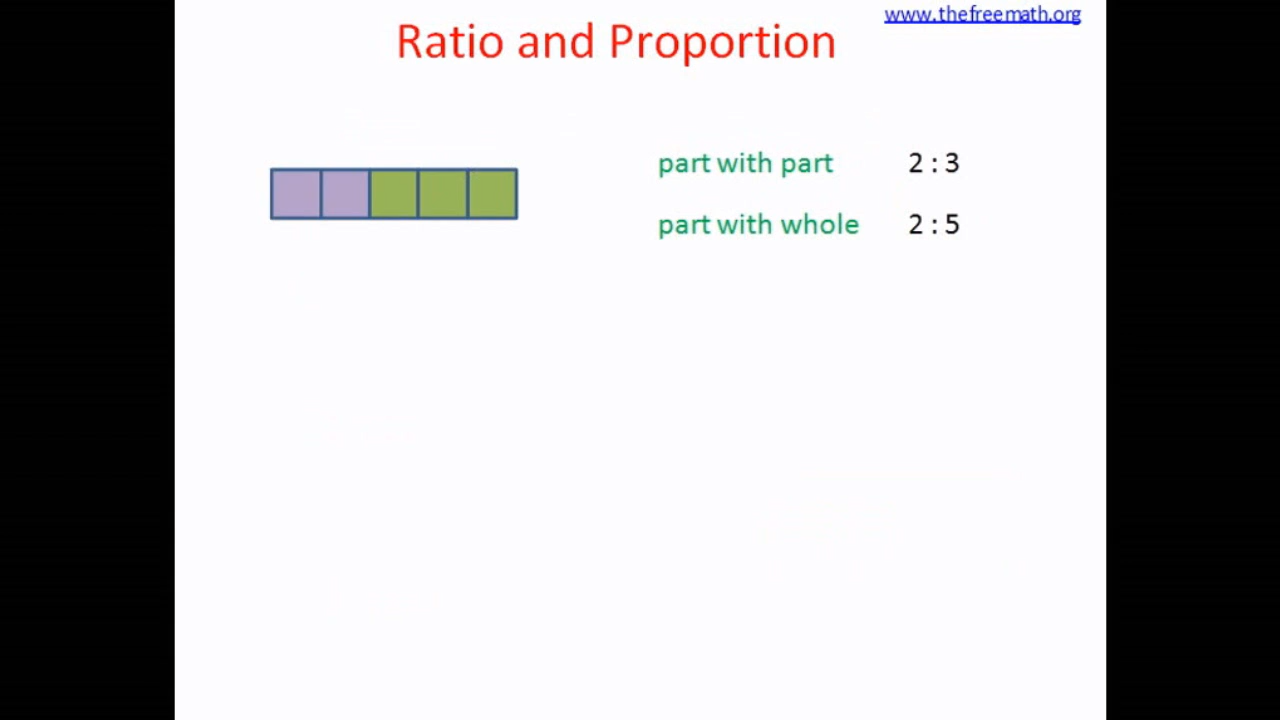 www.thefreemath.org
Ratio and Proportion
part with part 2 : 3
part with whole 2 : 5